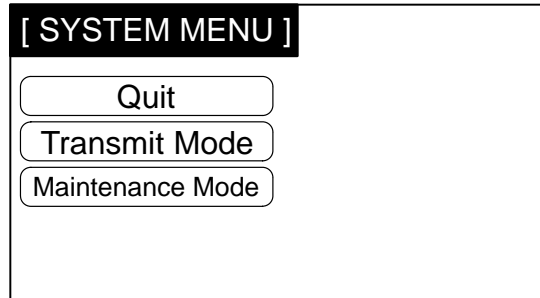 [ SYSTEM MENU ]
Quit
Transmit Mode
Maintenance Mode